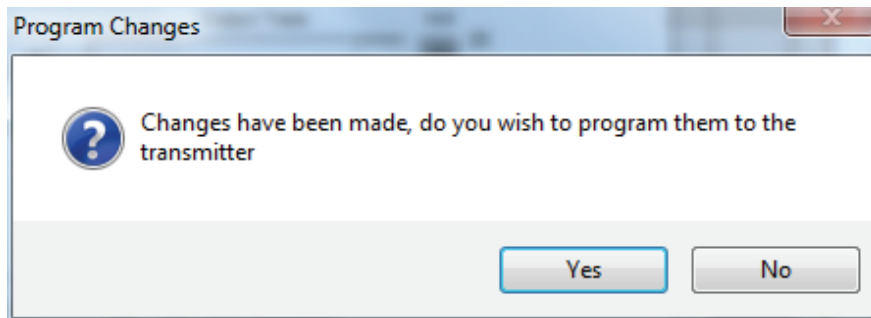 Program Changes
Changes have been made, do you wish to program them to the
transmitter
Yes
No